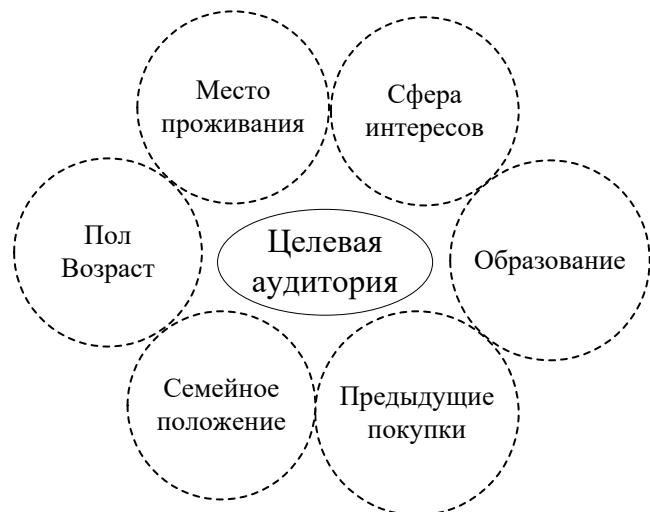 Место
проживания
Сфера
интересов
Пол
Возраст
Целевая
аудитория
Образование
Семейное
положение
Предыдущие
покупки